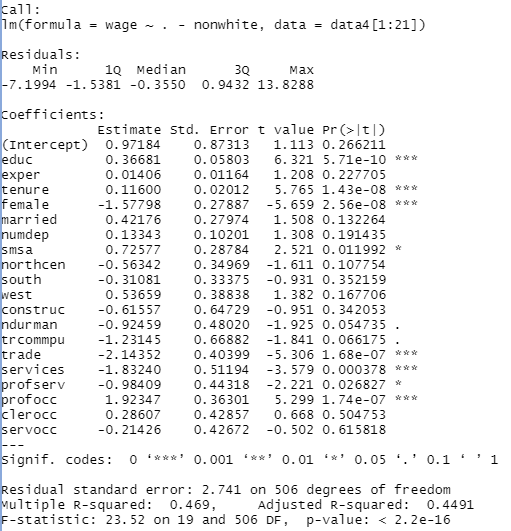 Call:
lm(formula = wage ~ . - nonwhite, data = data4[1:21])
Residuals:
Min 1Q Median 3Q Max
-7.1994 -1.5381 -0.3550 0.9432 13.8288
Coefficients:
Estimate Std. Error t value Pr(>|t|)
(Intercept) 0.97184 0.87313 1.113 0.266211
educ 0.36681 0.05803 6.321 5.71e-10 ***
exper 0.01406 0.01164 1.208 0.227705
tenure 0.11600 0.02012 5.765 1.43e-08 ***
female -1.57798 0.27887 -5.659 2.56e-08 ***
married 0.42176 0.27974 1.508 0.132264
numdep 0.13343 0.10201 1.308 0.191435
smsa 0.72577 0.28784 2.521 0.011992 *
northcen -0.56342 0.34969 -1.611 0.107754
south -0.31081 0.33375 -0.931 0.352159
west 0.53659 0.38838 1.382 0.167706
construc -0.61557 0.64729 -0.951 0.342053
ndurman -0.92459 0.48020 -1.925 0.054735 .
trcommpu -1.23145 0.66882 -1.841 0.066175 .
trade -2.14352 0.40399 -5.306 1.68e-07 ***
services -1.83240 0.51194 -3.579 0.000378 ***
profserv -0.98409 0.44318 -2.221 0.026827 *
profocc 1.92347 0.36301 5.299 1.74e-07 ***
clerocc 0.28607 0.42857 0.668 0.504753
servocc -0.21426 0.42672 -0.502 0.615818
---
Signif. codes: 0 ‘***’ 0.001 ‘**’ 0.01 ‘*’ 0.05 ‘.’ 0.1 ‘ ’ 1
Residual standard error: 2.741 on 506 degrees of freedom
Multiple R-squared: 0.469, Adjusted R-squared: 0.4491
F-statistic: 23.52 on 19 and 506 DF, p-value: < 2.2e-16